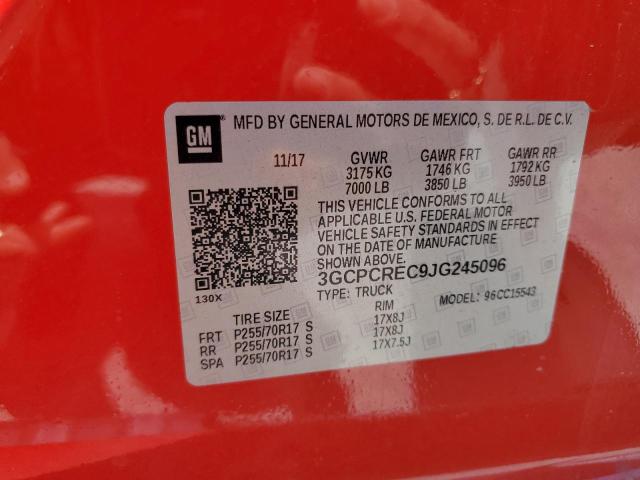 GM MFD BY GENERAL MOTORS DE MEXICO, S. DE R.L. DE C.V.
11/17 GVWR GAWR FRT GAWR RR
3175 KG 1746 KG 1792 KG
7000 LB 3850 LB 3950 LB
THIS VEHICLE CONFORMS TO ALL
APPLICABLE U.S. FEDERAL MOTOR
VEHICLE SAFETY STANDARDS IN EFFECT
ON THE DATE OF MANUFACTURE
SHOWN ABOVE.
3GCPCREC9JG245096
130X
TYPE: TRUCK MODEL: 96CC15543
TIRE SIZE RIM
FRT P255/70R17 S 17X8J
RR P255/70R17 S 17X8J
SPA P255/70R17 S 17X7.5J